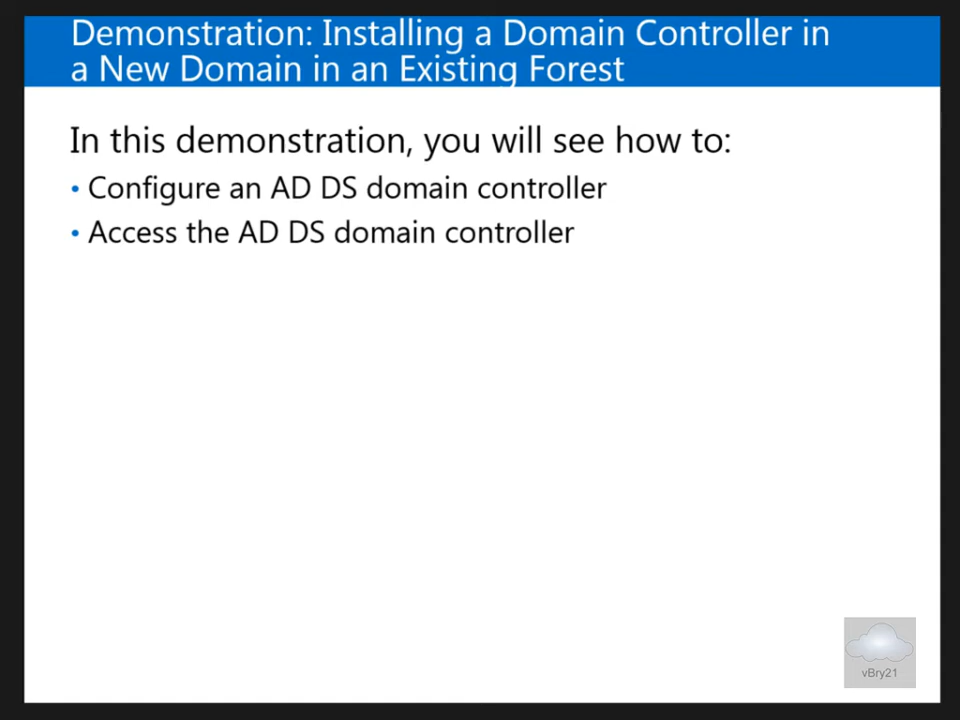 Demonstration: Installing a Domain Controller in
a New Domain in an Existing Forest
In this demonstration, you will see how to:
• Configure an AD DS domain controller
• Access the AD DS domain controller
vBry21